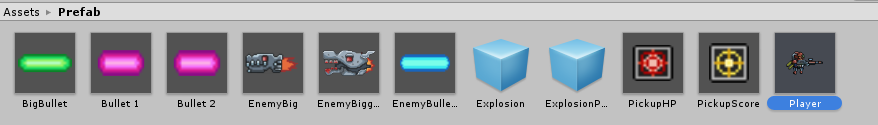 Assets ▸ Prefab
BigBullet Bullet 1 Bullet 2 EnemyBig EnemyBigg... EnemyBulle... Explosion ExplosionP... PickupHP PickupScore Player